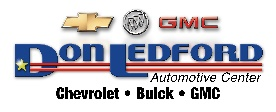 GMC
DON LEDFORD
Automotive Center
Chevrolet • Buick • GMC